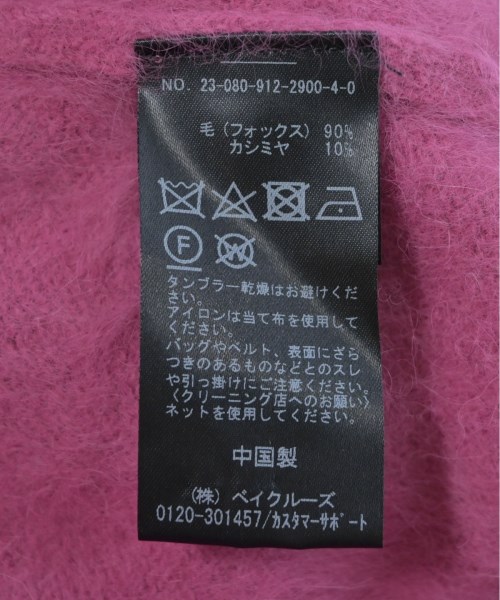 NO. 23-080-912-2900-4-0
毛 (フォックス) 90%
カシミヤ 10%
F
W
タンブラー乾燥はお避けくだ
さい。
アイロンは当て布を使用して
ください。
バッグやベルト、表面にざら
つきのあるものなどとのスレ
や引っ掛けにご注意ください。
〈クリーニング店へのお願い〉
ネットを使用してください。
中国製
(株) ベイクルーズ
0120-301457/カスタマーサポート